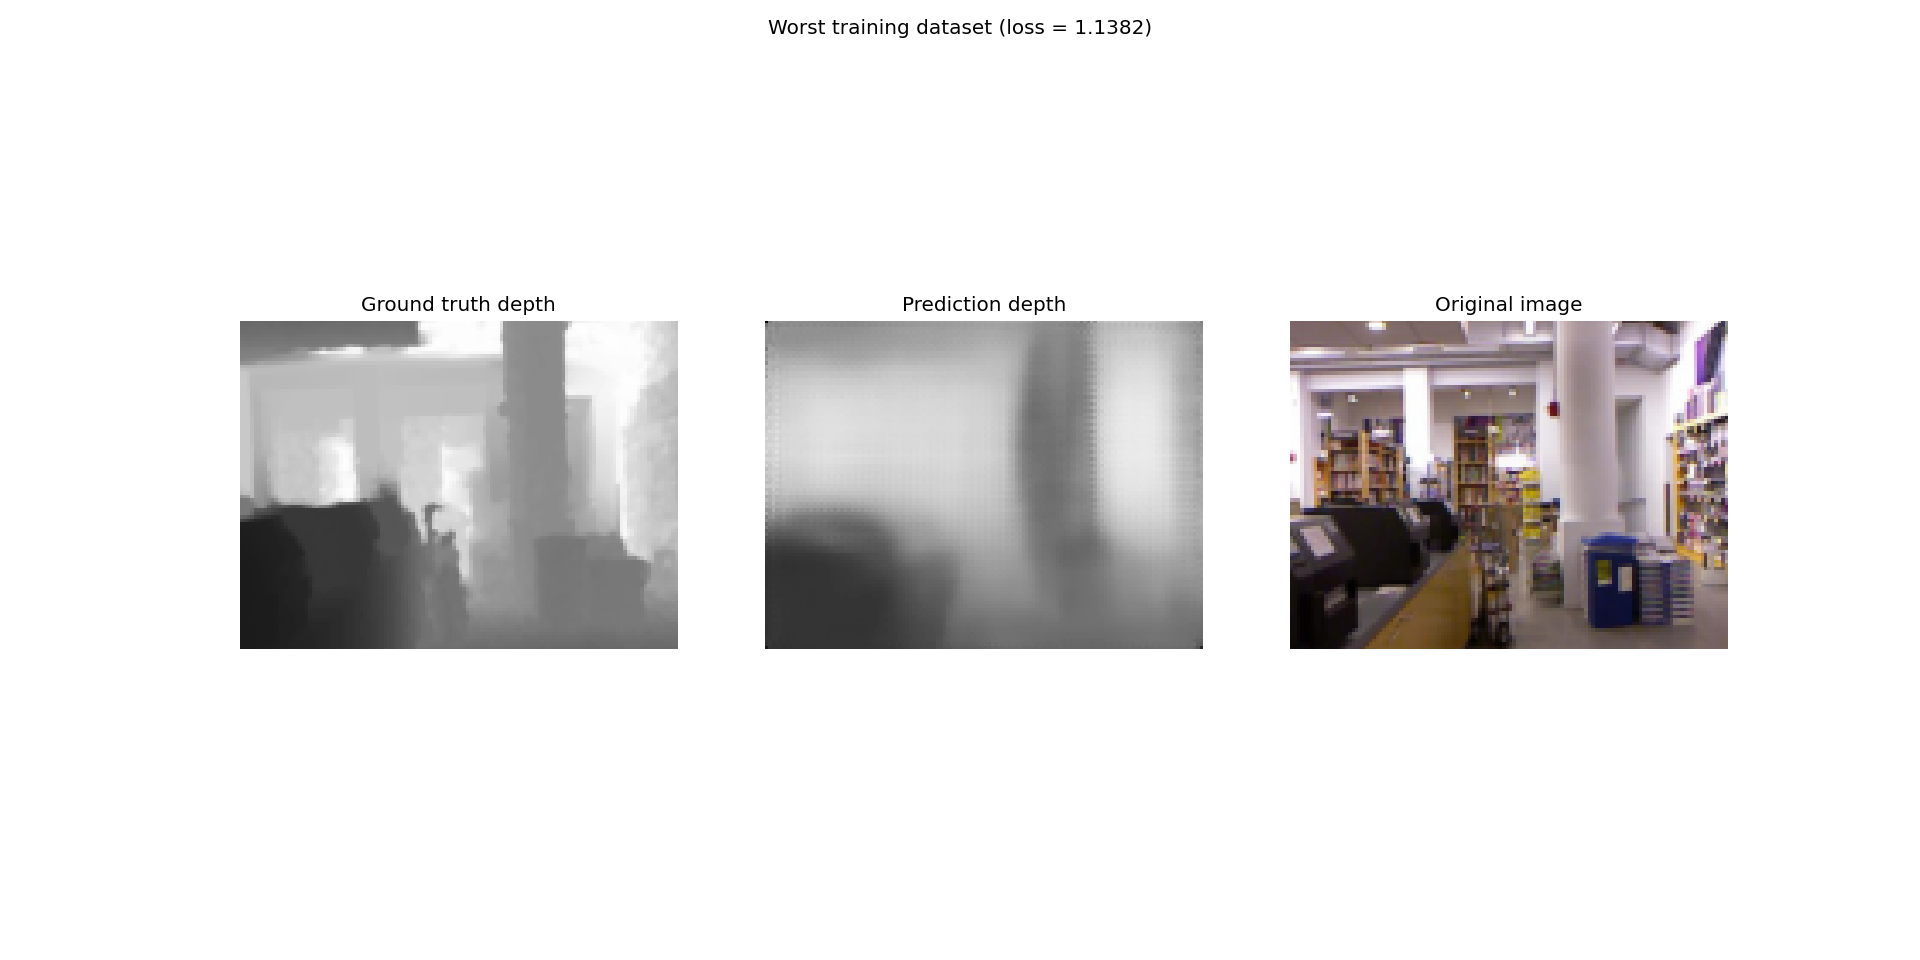 Worst training dataset (loss = 1.1382)
Ground truth depth
Prediction depth
Original image